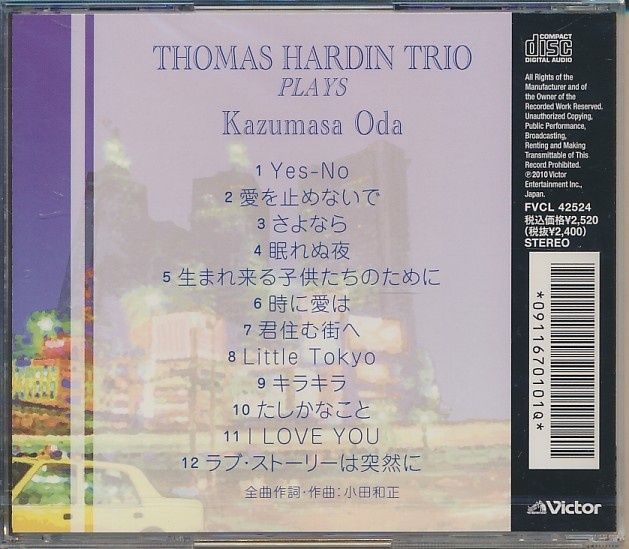 THOMAS HARDIN TRIO
PLAYS
Kazumasa Oda
1 Yes-No
2 愛を止めないで
3 さよなら
4 眠れぬ夜
5 生まれ来る子供たちのために
6 時に愛は
7 君住む街へ
8 Little Tokyo
9 キラキラ
10 たしかなこと
11 I LOVE YOU
12 ラブ・ストーリーは突然に
全曲作詞・作曲:小田和正
COMPACT
disc
DIGITAL AUDIO
All Rights of the
Manufacturer and of
the Owner of the
Recorded Work Reserved.
Unauthorized Copying,
Public Performance,
Broadcasting,
Renting and Making
Transmittable of This
Record Prohibited.
℗2010 Victor
Entertainment Inc.,
Japan.
FVCL 42524
税込価格¥2,520
(税抜¥2,400)
STEREO
*0911670101Q*
Victor